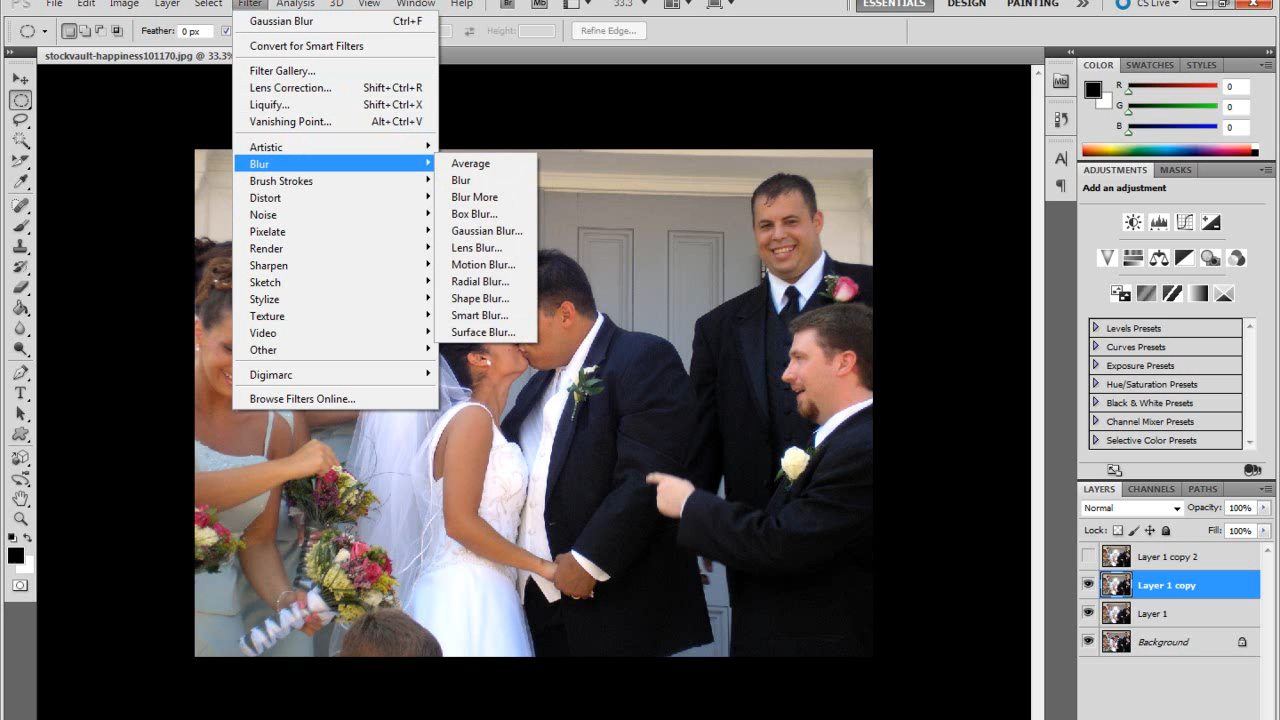 PS File Edit Image Layer Select Filter Analysis 3D View Window Help Br Mb 33.3 ESSENTIALS DESIGN PAINTING CS Live
Feather: 0 px Height: Refine Edge...
stockvault-happiness101170.jpg @ 33.3%
Gaussian Blur Ctrl+F
Convert for Smart Filters
Filter Gallery...
Lens Correction... Shift+Ctrl+R
Liquify... Shift+Ctrl+X
Vanishing Point... Alt+Ctrl+V
Artistic
Blur
Brush Strokes
Distort
Noise
Pixelate
Render
Sharpen
Sketch
Stylize
Texture
Video
Other
Digimarc
Browse Filters Online...
Average
Blur
Blur More
Box Blur...
Gaussian Blur...
Lens Blur...
Motion Blur...
Radial Blur...
Shape Blur...
Smart Blur...
Surface Blur...
Mb
COLOR SWATCHES STYLES
R 0
G 0
B 0
ADJUSTMENTS MASKS
Add an adjustment
Levels Presets
Curves Presets
Exposure Presets
Hue/Saturation Presets
Black & White Presets
Channel Mixer Presets
Selective Color Presets
LAYERS CHANNELS PATHS
Normal Opacity: 100%
Lock: Fill: 100%
Layer 1 copy 2
Layer 1 copy
Layer 1
Background